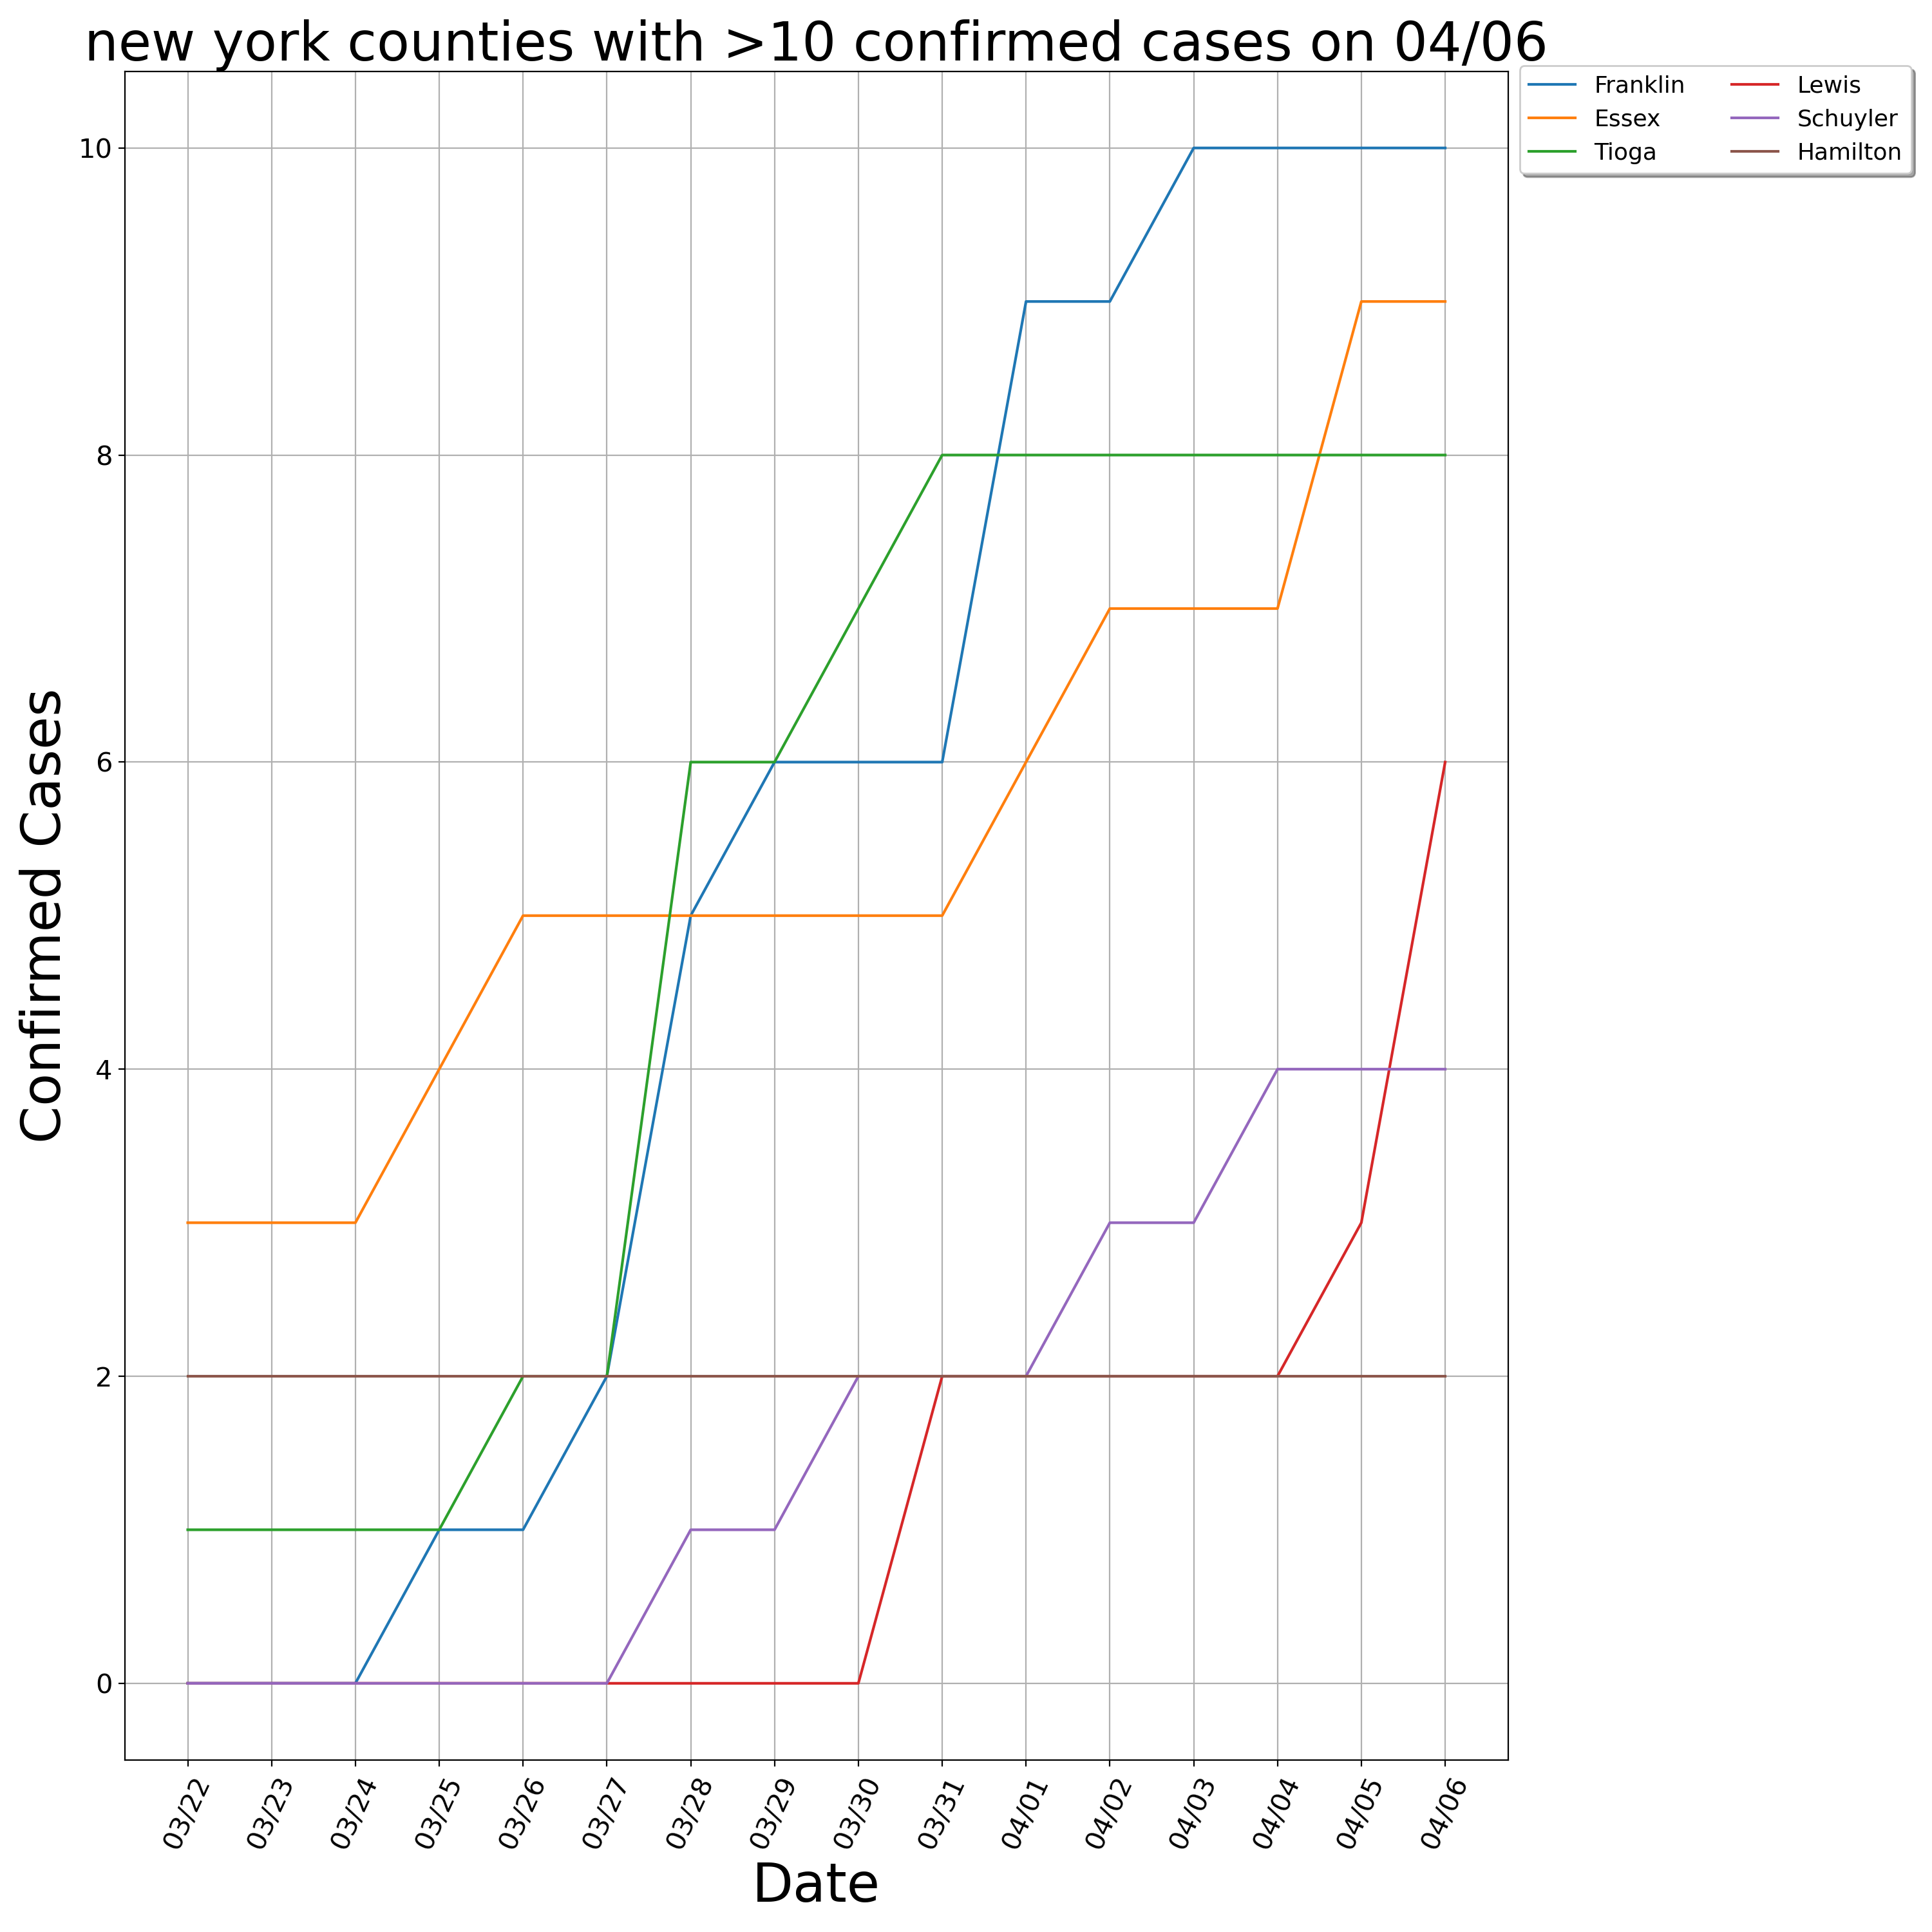 new york counties with >10 confirmed cases on 04/06
Franklin
Essex
Tioga
Lewis
Schuyler
Hamilton
Confirmed Cases
10
8
6
4
2
0
03/22
03/23
03/24
03/25
03/26
03/27
03/28
03/29
03/30
03/31
04/01
04/02
04/03
04/04
04/05
04/06
Date